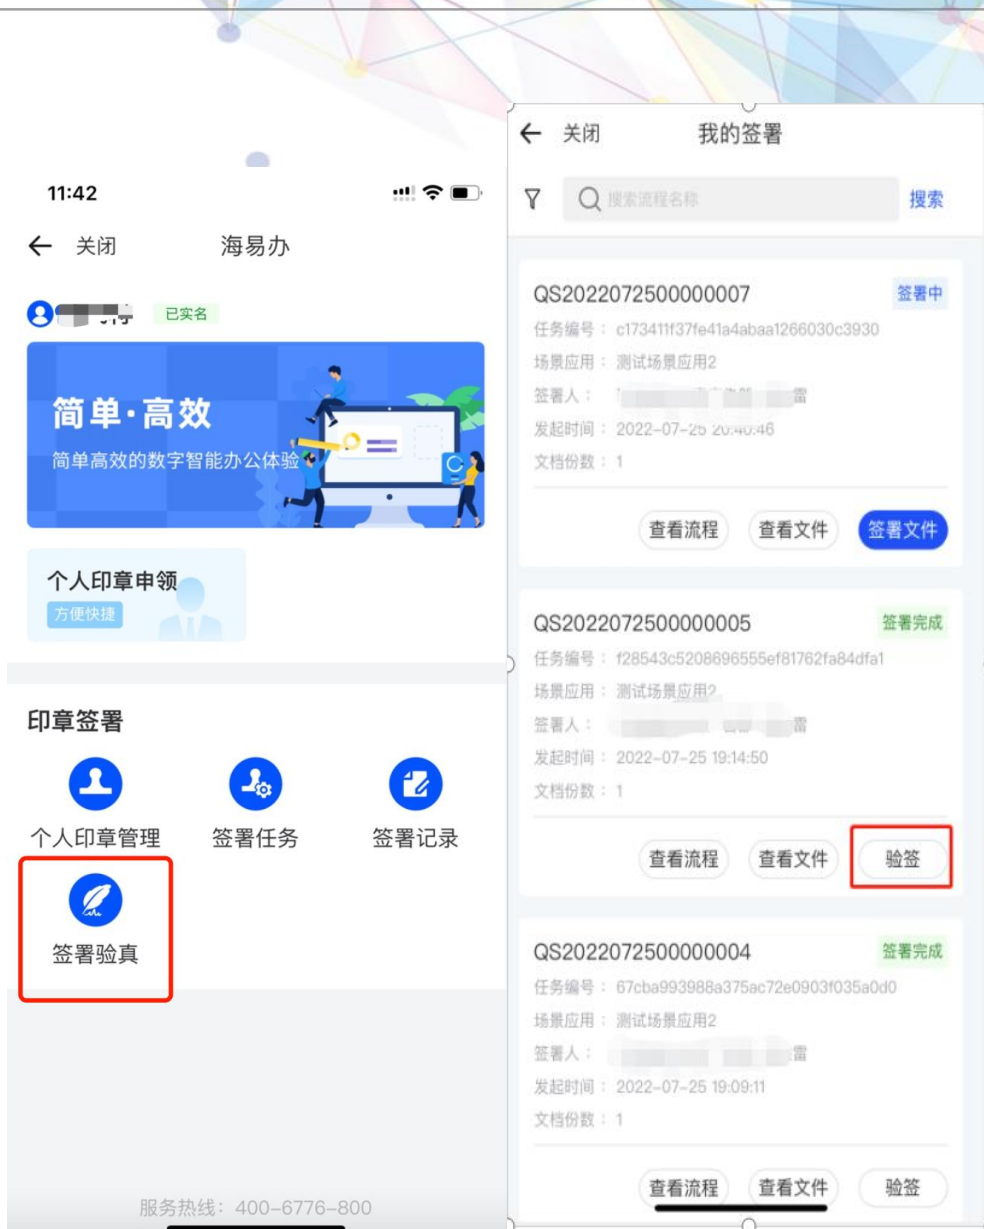 11:42
关闭
海易办
已实名
简单·高效
简单高效的数字智能办公体验
个人印章申领
方便快捷
印章签署
个人印章管理
签署任务
签署记录
签署验真
服务热线：400-6776-800
关闭
我的签署
搜索流程名称
搜索
QS2022072500000007
签署中
任务编号：c173411f37fe41a4abaa1266030c3930
场景应用：测试场景应用2
签署人：
雷
发起时间：2022-07-25 20:40:46
文档份数：1
查看流程
查看文件
签署文件
QS2022072500000005
签署完成
任务编号：f28543c5208696555ef81762fa84dfa1
场景应用：测试场景应用2
签署人：
雷
发起时间：2022-07-25 19:14:50
文档份数：1
查看流程
查看文件
验签
QS2022072500000004
签署完成
任务编号：67cba993988a375ac72e0903f035a0d0
场景应用：测试场景应用2
签署人：
雷
发起时间：2022-07-25 19:09:11
文档份数：1
查看流程
查看文件
验签